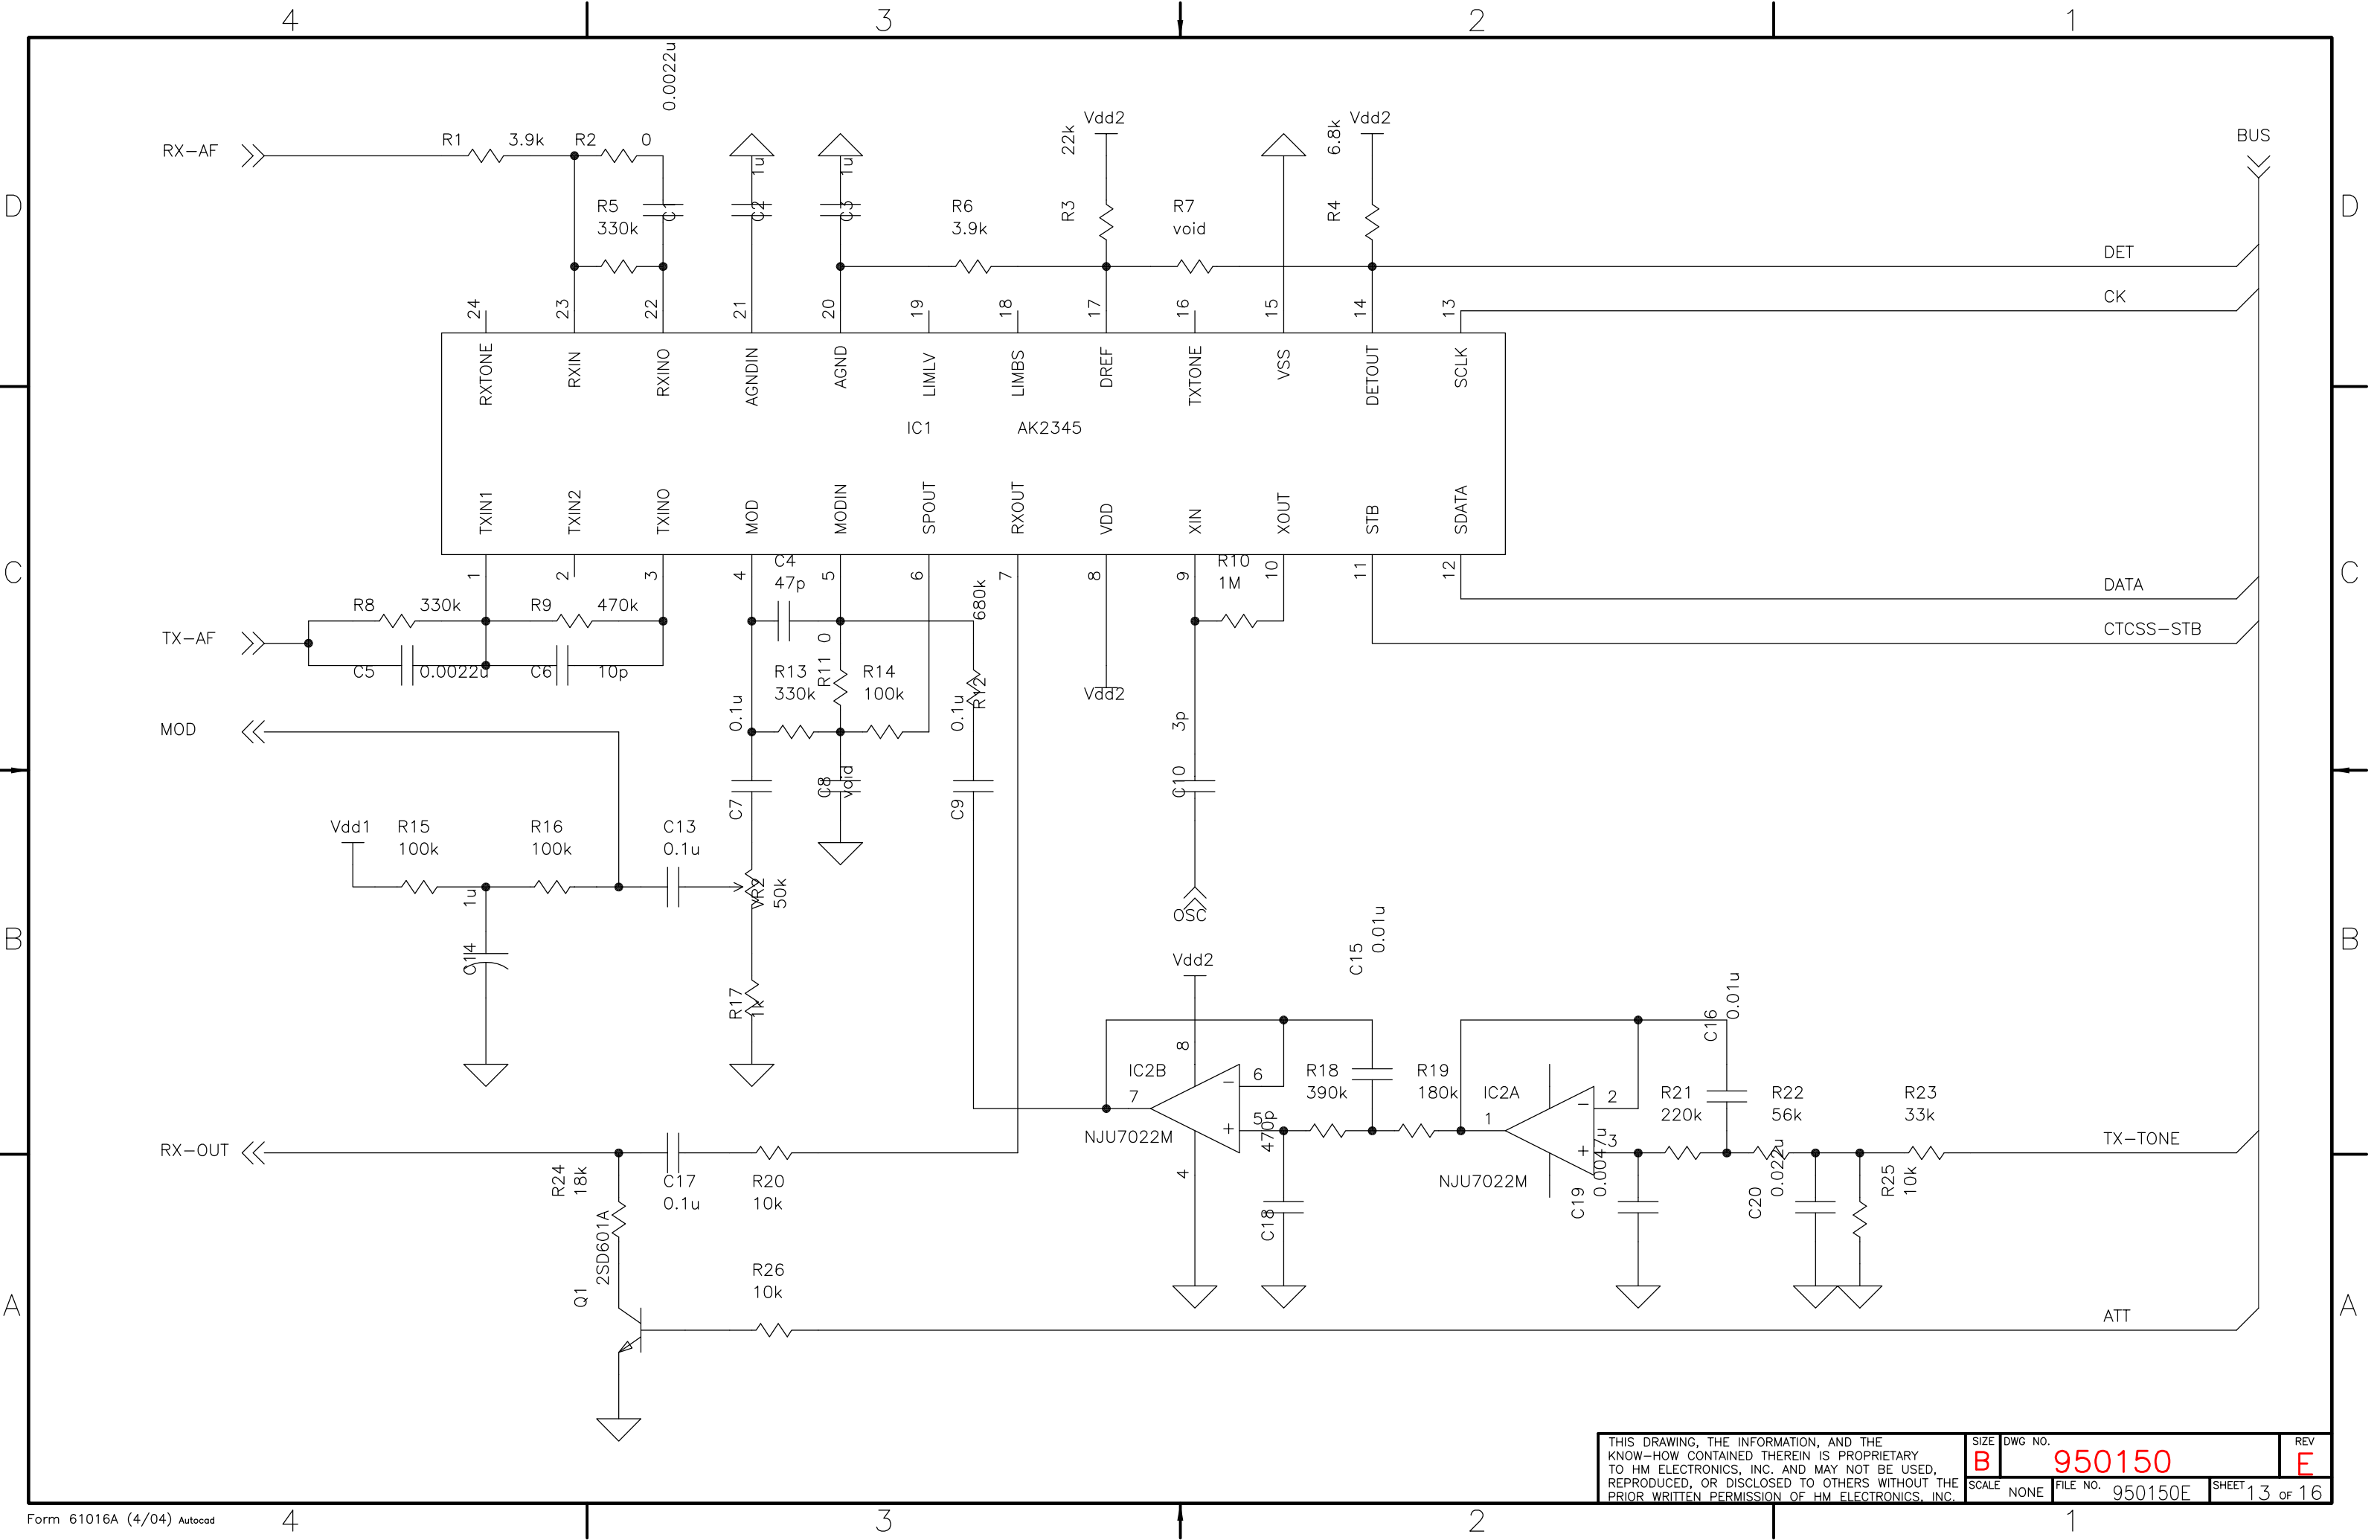 4 3 2 1
0.0022u
RX-AF
R1 3.9k R2 0
1u
1u
22k
Vdd2
6.8k
Vdd2
BUS
D
D
R5
330k
C1
C2
C3
R6
3.9k
R3
R7
void
R4
DET
CK
24 23 22 21 20 19 18 17 16 15 14 13
RXTONE RXIN RXINO AGNDIN AGND LIMLV LIMBS DREF TXTONE VSS DETOUT SCLK
IC1 AK2345
TXIN1 TXIN2 TXINO MOD MODIN SPOUT RXOUT VDD XIN XOUT STB SDATA
1 2 3 4 5 6 7 8 9 10 11 12
C
C
C4
47p
R10
1M
680k
DATA
CTCSS-STB
R8 330k R9 470k
TX-AF
C5 0.0022u C6 10p
R13
330k
R11 0
R14
100k
R12
Vdd2
MOD
0.1u
0.1u
3p
C7
C8
void
C9
C10
Vdd1
R15
100k
R16
100k
C13
0.1u
VR2
50k
1u
OSC
B
B
C14
R17
1k
Vdd2
C15
0.01u
C16
0.01u
8
IC2B
6
7
5
NJU7022M
4
R18
390k
470p
R19
180k
IC2A
2
1
3
NJU7022M
R21
220k
R22
56k
R23
33k
TX-TONE
RX-OUT
R24
18k
C17
0.1u
R20
10k
C18
C19
0.0047u
C20
0.022u
R25
10k
2SD601A
Q1
R26
10k
A
A
ATT
THIS DRAWING, THE INFORMATION, AND THE
KNOW-HOW CONTAINED THEREIN IS PROPRIETARY
TO HM ELECTRONICS, INC. AND MAY NOT BE USED,
REPRODUCED, OR DISCLOSED TO OTHERS WITHOUT THE
PRIOR WRITTEN PERMISSION OF HM ELECTRONICS, INC.
SIZE DWG NO. REV
B 950150 E
SCALE NONE FILE NO. 950150E SHEET 13 OF 16
Form 61016A (4/04) Autocad
4 3 2 1